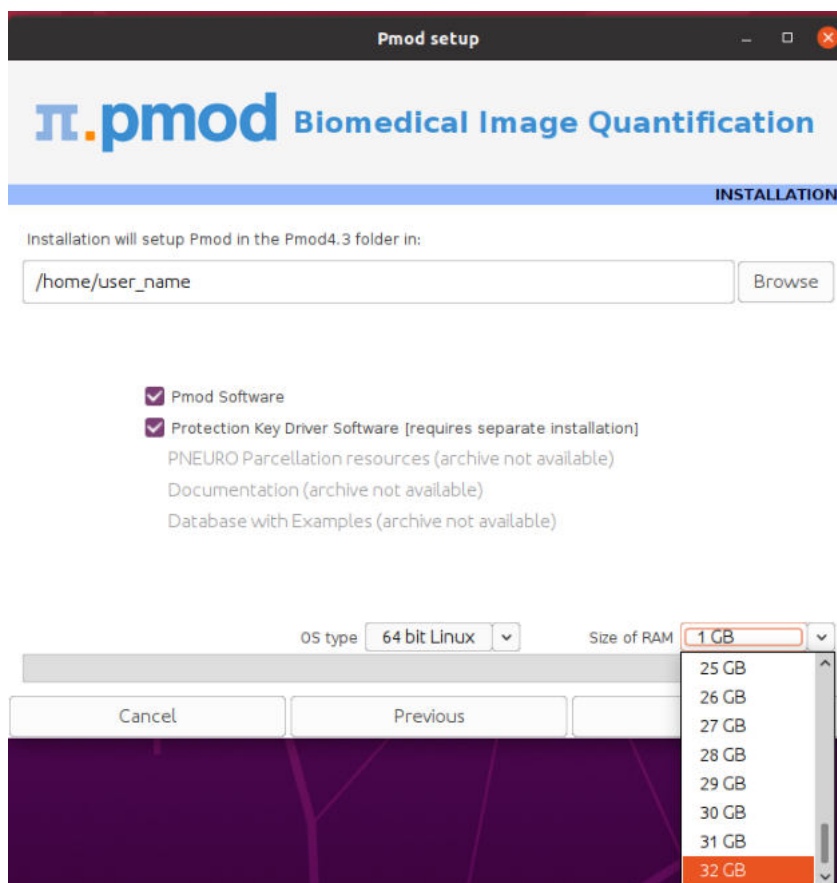 Pmod setup
π.pmod Biomedical Image Quantification
INSTALLATION
Installation will setup Pmod in the Pmod4.3 folder in:
/home/user_name Browse
Pmod Software
Protection Key Driver Software [requires separate installation]
PNEURO Parcellation resources (archive not available)
Documentation (archive not available)
Database with Examples (archive not available)
OS type 64 bit Linux Size of RAM 1 GB
25 GB
26 GB
Cancel Previous
27 GB
28 GB
29 GB
30 GB
31 GB
32 GB